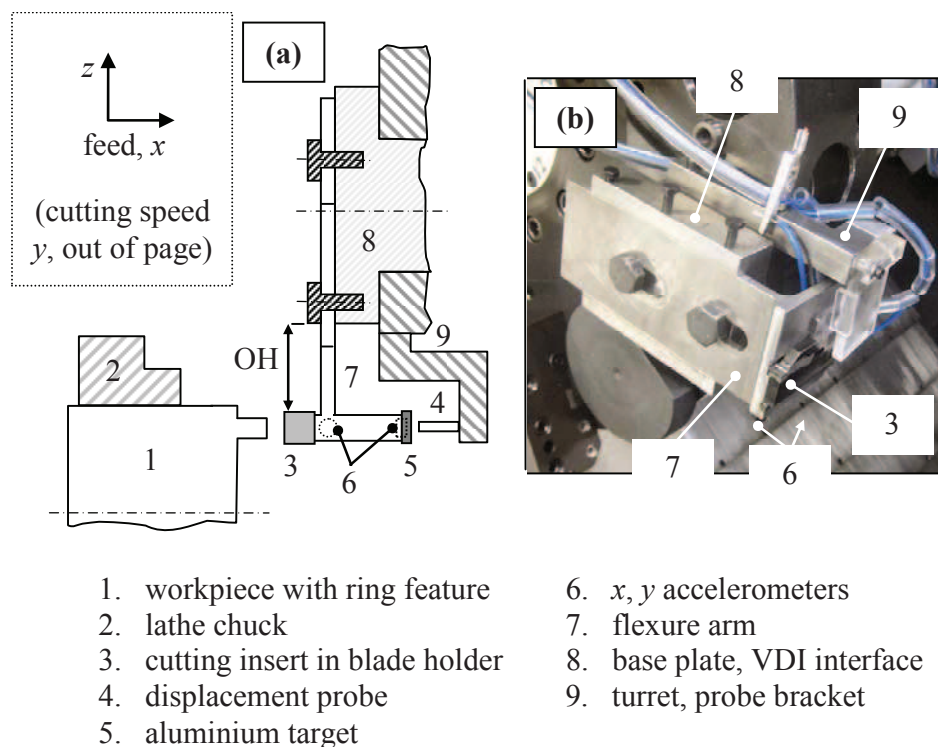 z
feed, x
(cutting speed
y, out of page)
(a)
8
9
OH
7
4
2
1
3
6
5
(b)
8
9
7
6
3
1. workpiece with ring feature
2. lathe chuck
3. cutting insert in blade holder
4. displacement probe
5. aluminium target
6. x, y accelerometers
7. flexure arm
8. base plate, VDI interface
9. turret, probe bracket